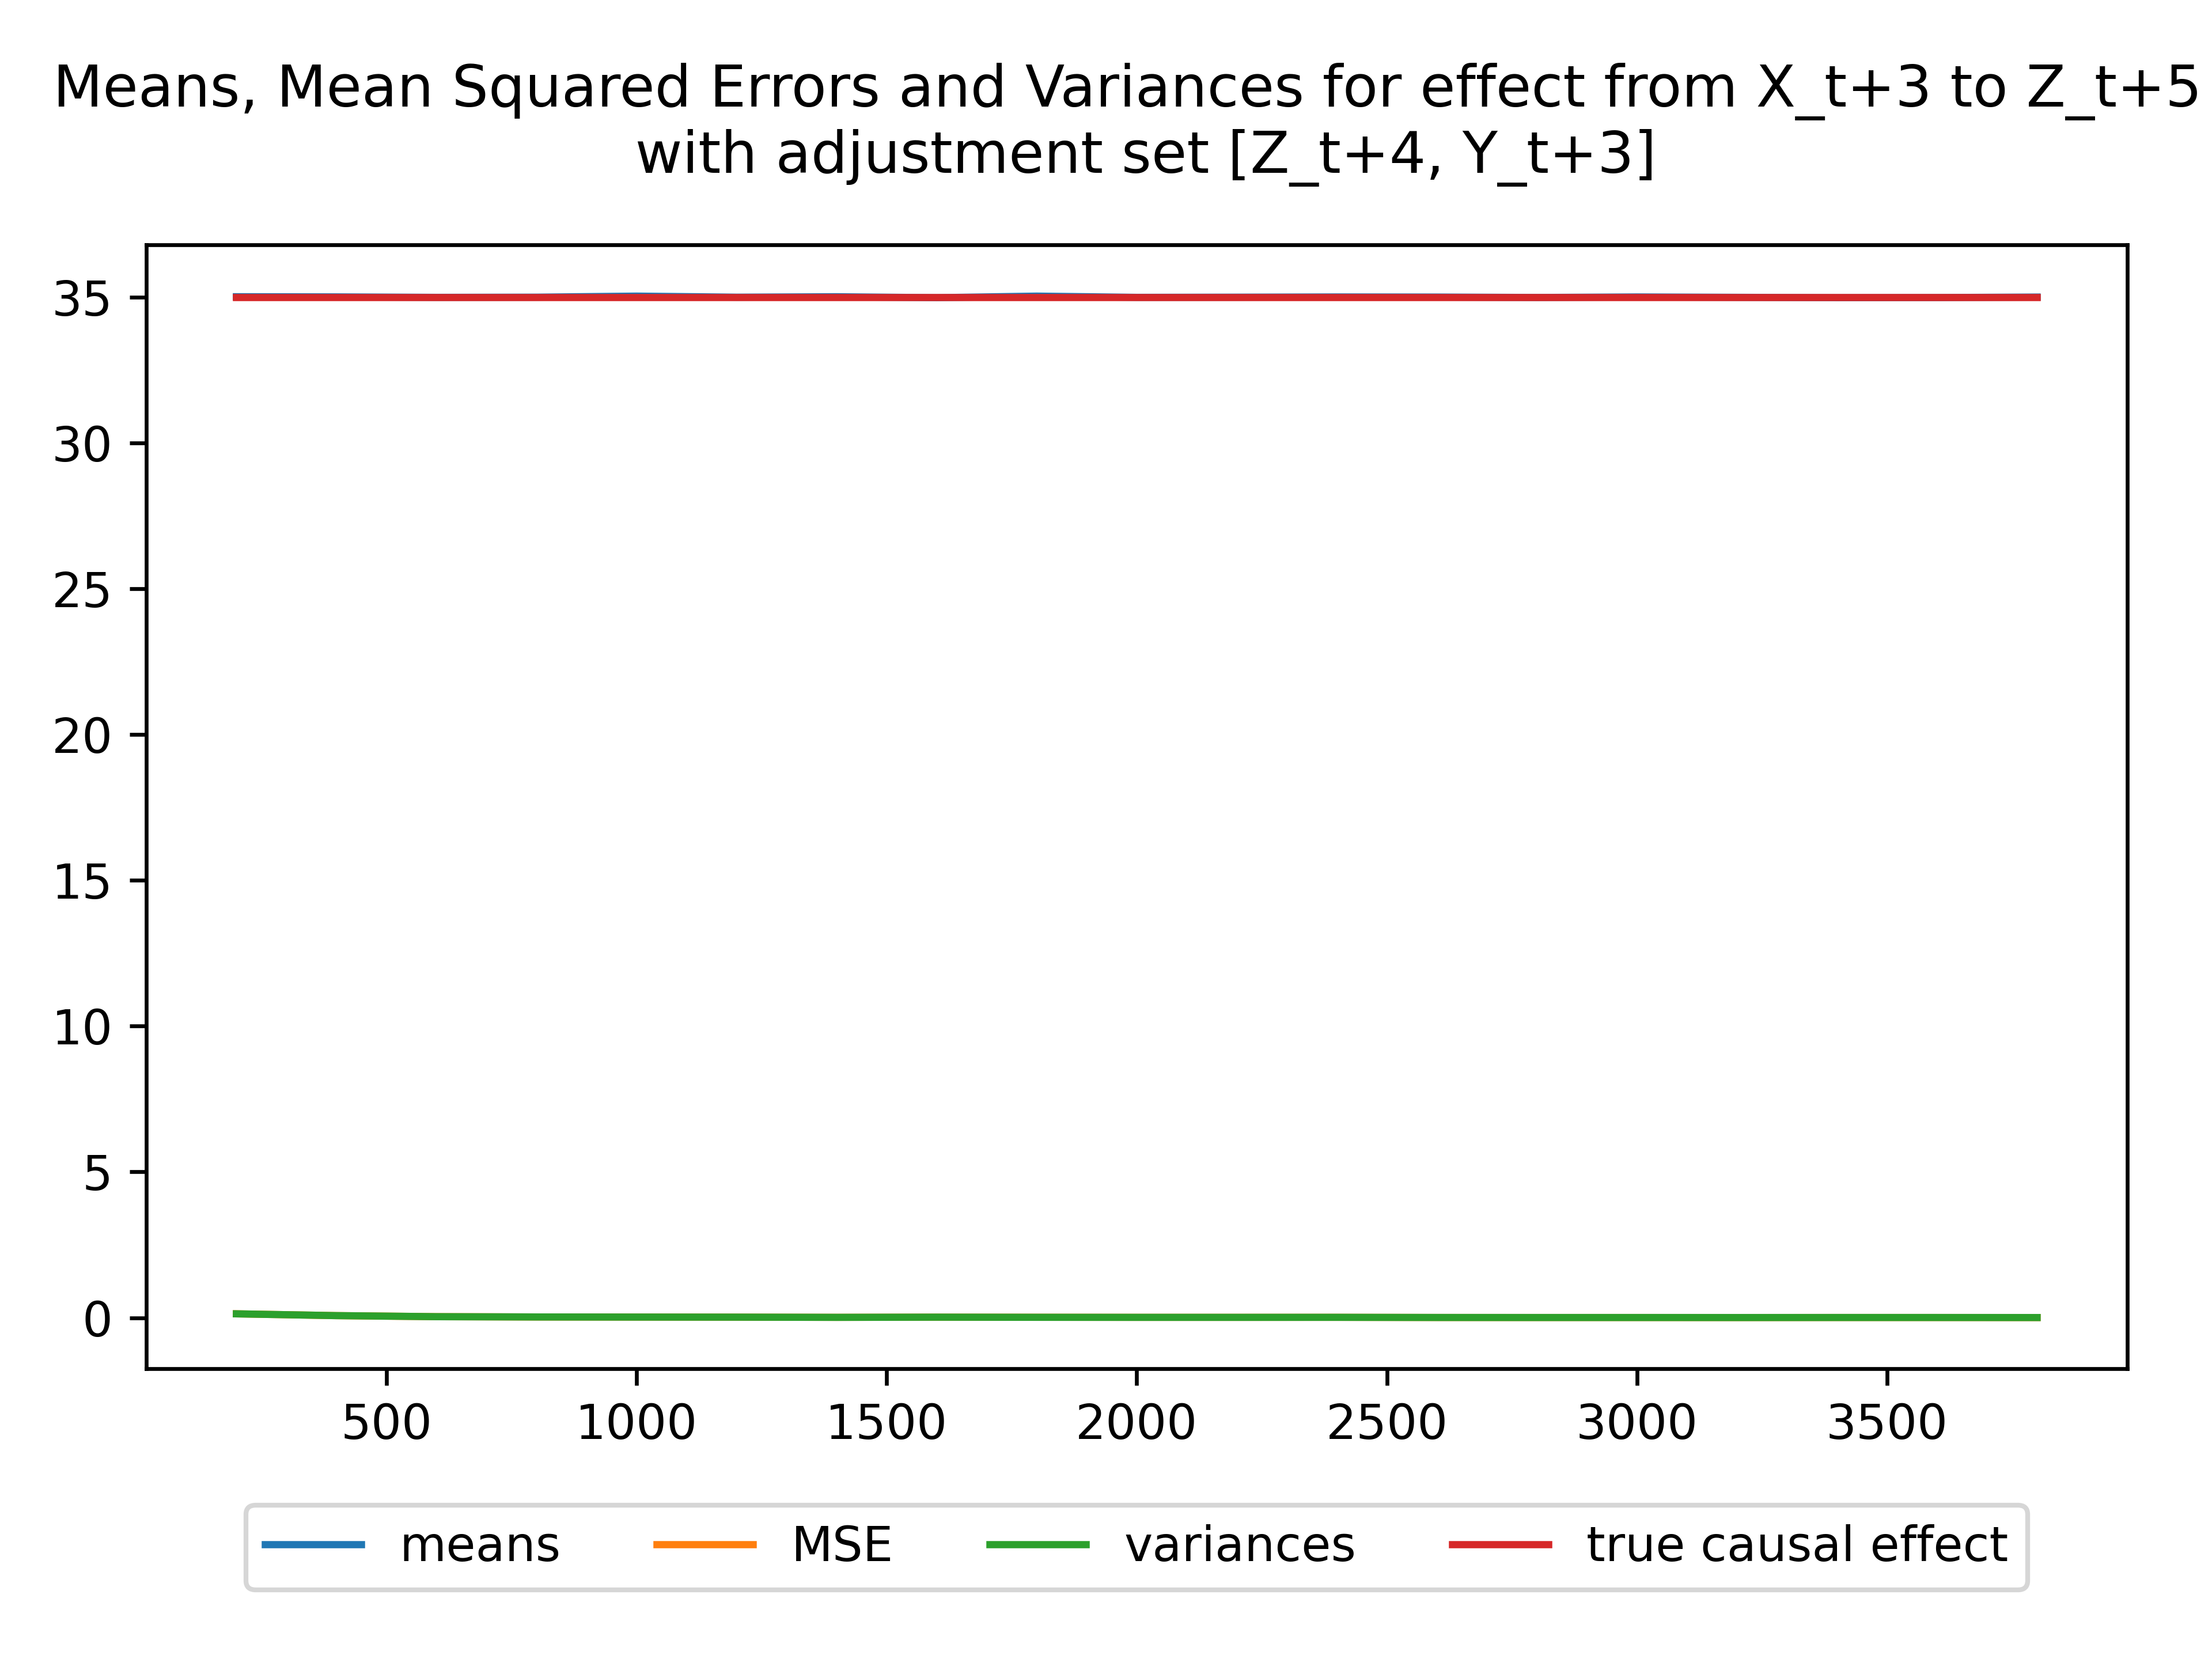 Means, Mean Squared Errors and Variances for effect from X_t+3 to Z_t+5
with adjustment set [Z_t+4, Y_t+3]
35
30
25
20
15
10
5
0
500 1000 1500 2000 2500 3000 3500
means MSE variances true causal effect